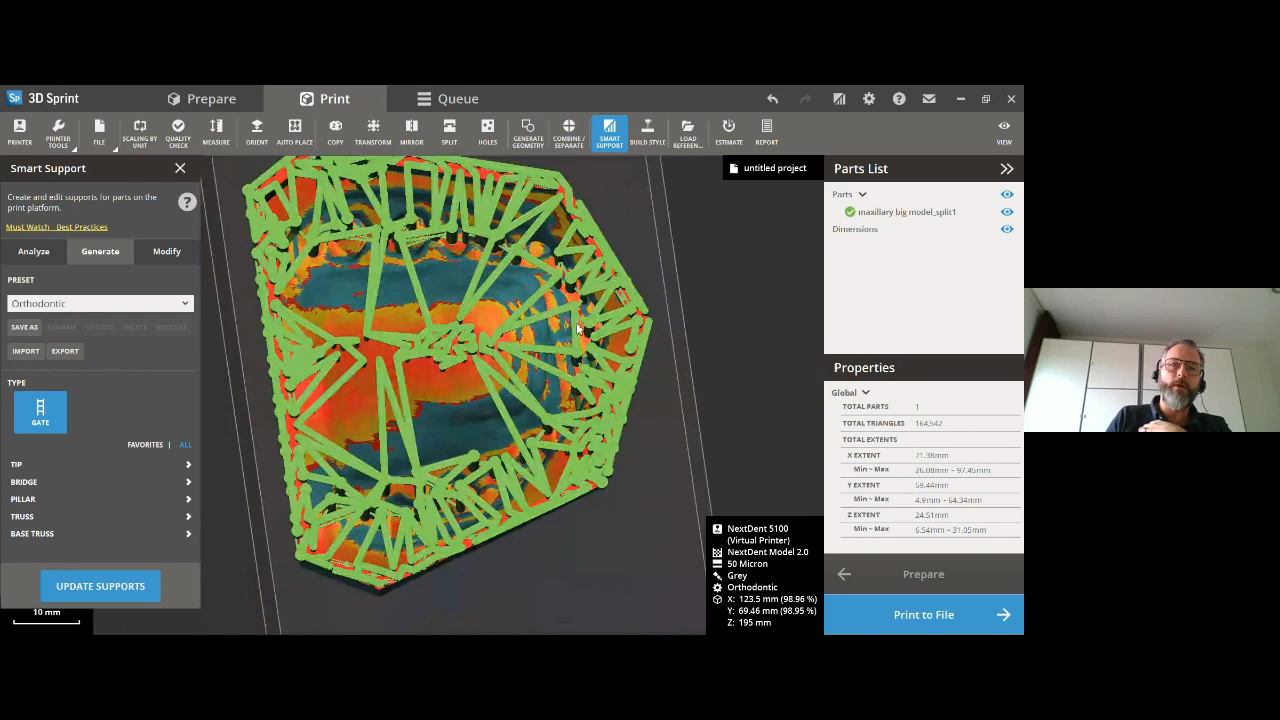 Sp 3D Sprint
Prepare
Print
Queue
PRINTER
PRINTER TOOLS
FILE
SCALING BY UNIT
QUALITY CHECK
MEASURE
ORIENT
AUTO PLACE
COPY
TRANSFORM
MIRROR
SPLIT
HOLES
GENERATE GEOMETRY
COMBINE / SEPARATE
SMART SUPPORT
BUILD STYLE
LOAD REFEREN...
ESTIMATE
REPORT
VIEW
Smart Support
Create and edit supports for parts on the
print platform.
Must Watch Best Practices
Analyze
Generate
Modify
PRESET
Orthodontic
SAVE AS
RENAME
UPDATE
DELETE
RESTORE
IMPORT
EXPORT
TYPE
GATE
FAVORITES | ALL
TIP
BRIDGE
PILLAR
TRUSS
BASE TRUSS
UPDATE SUPPORTS
10 mm
untitled project
NextDent 5100
(Virtual Printer)
NextDent Model 2.0
50 Micron
Grey
Orthodontic
X: 123.5 mm (98.96 %)
Y: 69.46 mm (98.95 %)
Z: 195 mm
Parts List
Parts
maxillary big model_split1
Dimensions
Properties
Global
TOTAL PARTS 1
TOTAL TRIANGLES 164,542
TOTAL EXTENTS
X EXTENT 71.38mm
Min ~ Max 26.08mm ~ 97.45mm
Y EXTENT 59.44mm
Min ~ Max 4.9mm ~ 64.34mm
Z EXTENT 24.51mm
Min ~ Max 6.54mm ~ 31.05mm
Prepare
Print to File